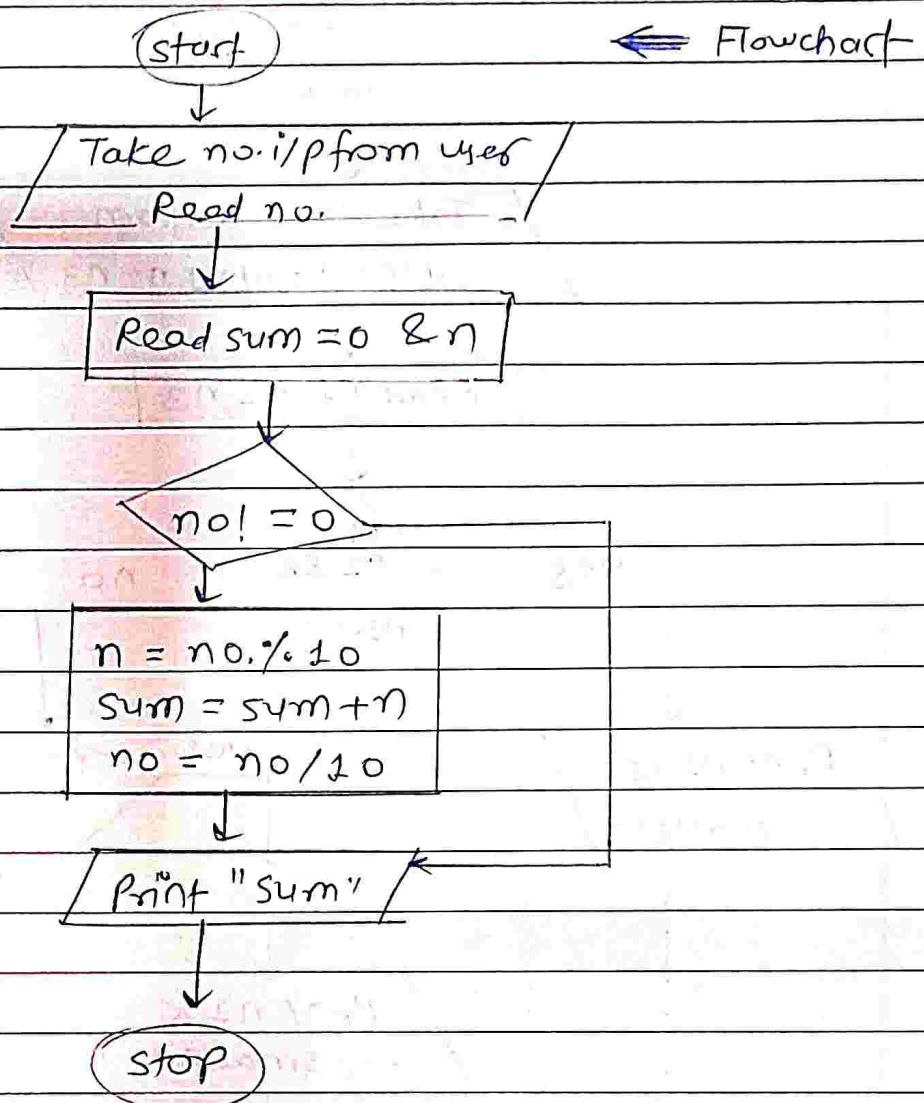 start
⇐ Flowchart
Take no. i/p from user
Read no.
Read sum = 0 & n
no! = 0
n = no. % 10
sum = sum + n
no = no / 10
Print "Sum"
stop